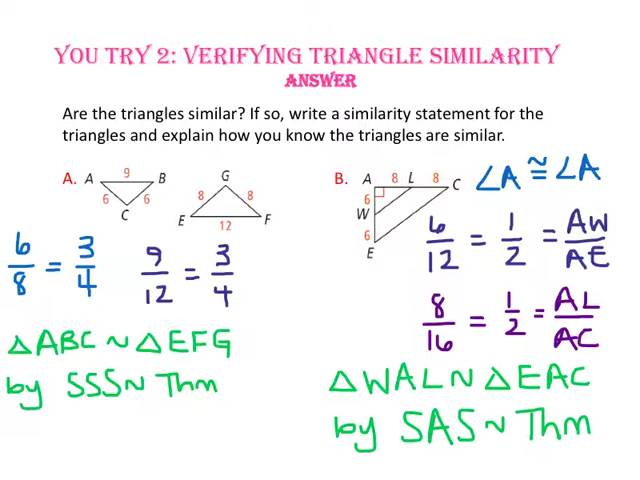 YOU TRY 2: VERIFYING TRIANGLE SIMILARITY
ANSWER
Are the triangles similar? If so, write a similarity statement for the
triangles and explain how you know the triangles are similar.
A. A 9 B
6 6
C
G
8 8
E 12 F
6/8 = 3/4
9/12 = 3/4
△ABC ~ △EFG
by SSS~ Thm
B. A 8 L 8 C
6
W
6
E
∠A ≅ ∠A
6/12 = 1/2 = AW/AE
8/16 = 1/2 = AL/AC
△WAL ~ △EAC
by SAS~ Thm